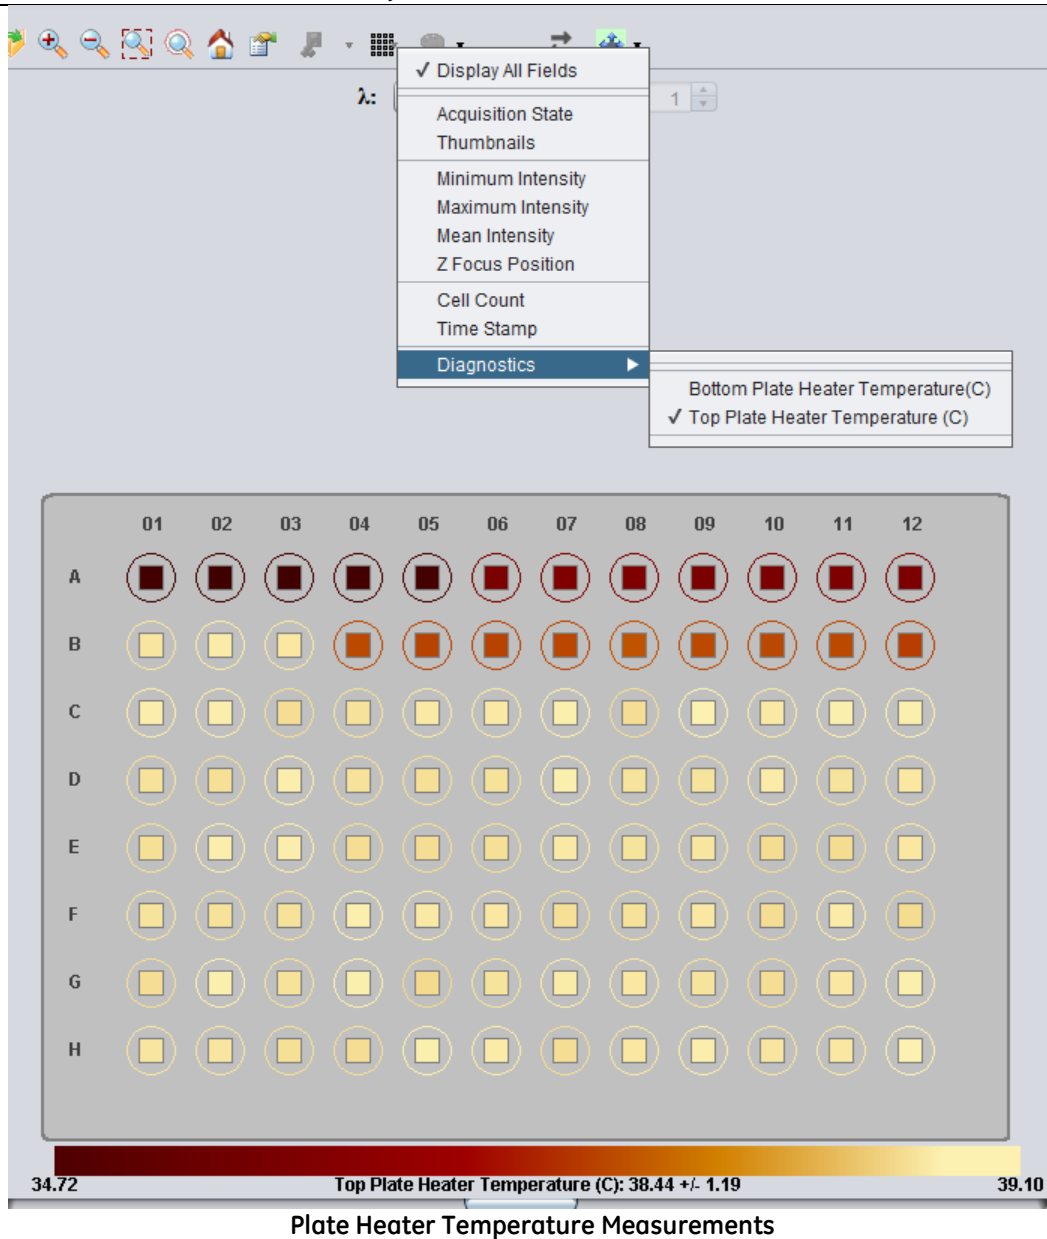 ✓ Display All Fields
λ:
1
Acquisition State
Thumbnails
Minimum Intensity
Maximum Intensity
Mean Intensity
Z Focus Position
Cell Count
Time Stamp
Diagnostics
Bottom Plate Heater Temperature(C)
✓ Top Plate Heater Temperature (C)
01 02 03 04 05 06 07 08 09 10 11 12
A
B
C
D
E
F
G
H
34.72 Top Plate Heater Temperature (C): 38.44 +/- 1.19 39.10
Plate Heater Temperature Measurements